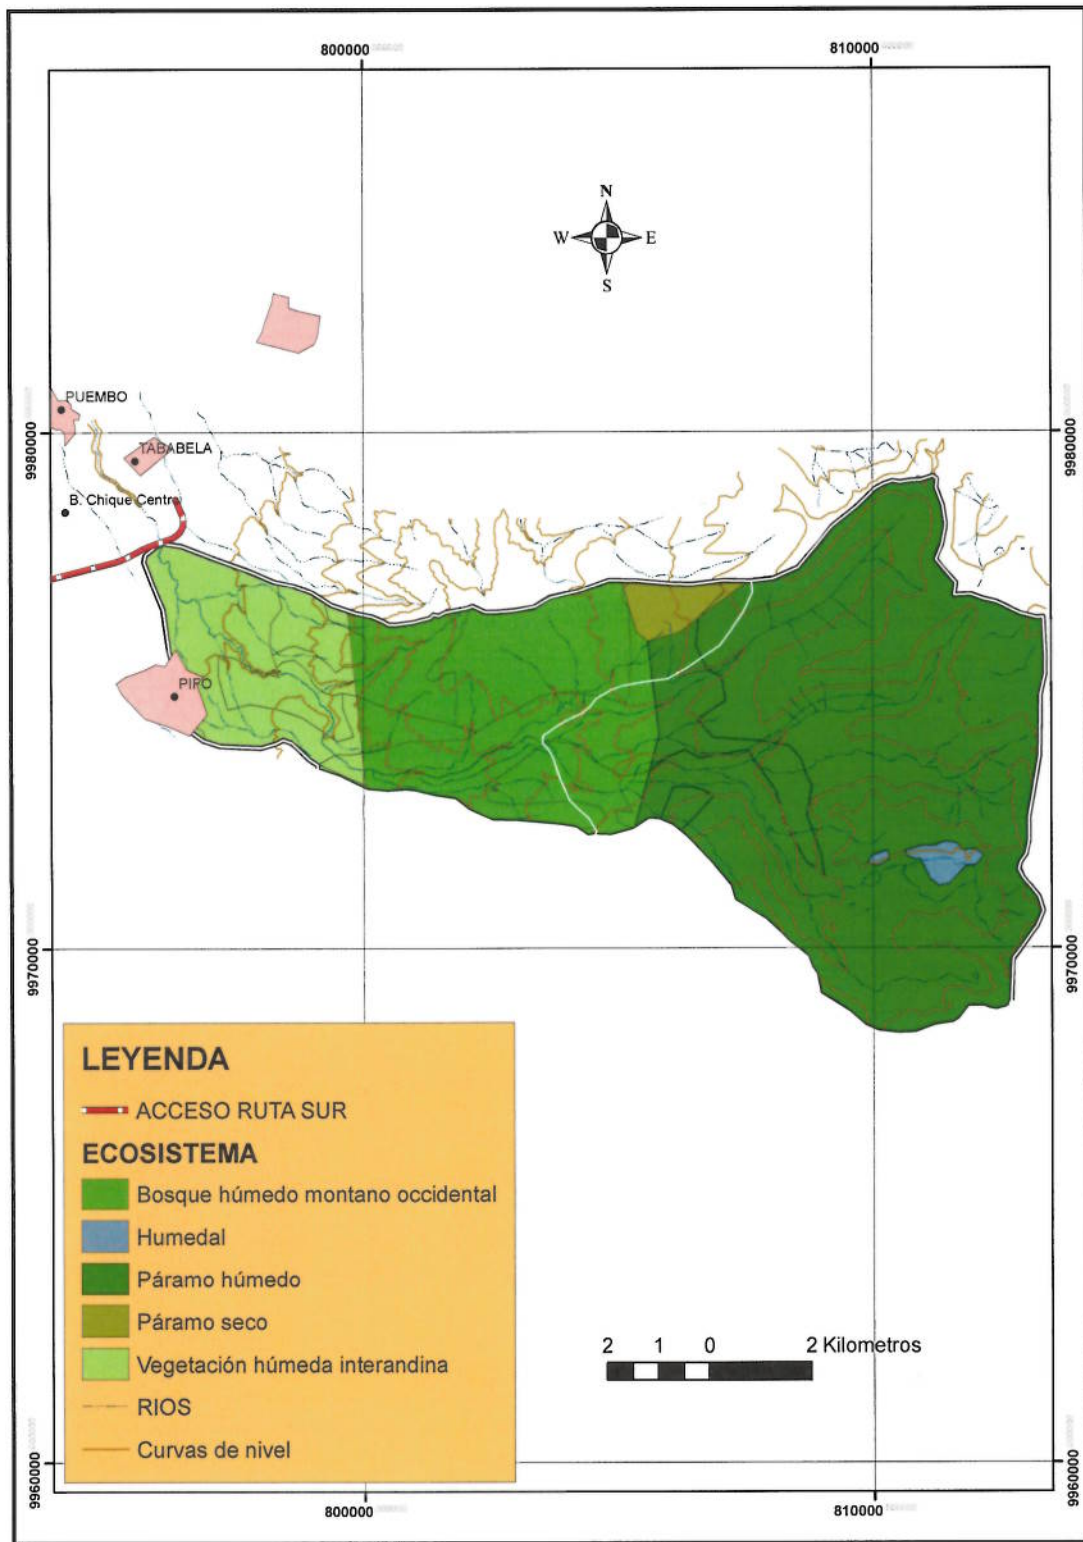 800000
810000
N
W
E
S
PUEMBO
9980000
9980000
TABABELA
B. Chique Centro
PIFO
9970000
9970000
LEYENDA
ACCESO RUTA SUR
ECOSISTEMA
Bosque húmedo montano occidental
Humedal
Páramo húmedo
Páramo seco
2 1 0 2 Kilometros
Vegetación húmeda interandina
RIOS
Curvas de nivel
9960000
9960000
800000
810000